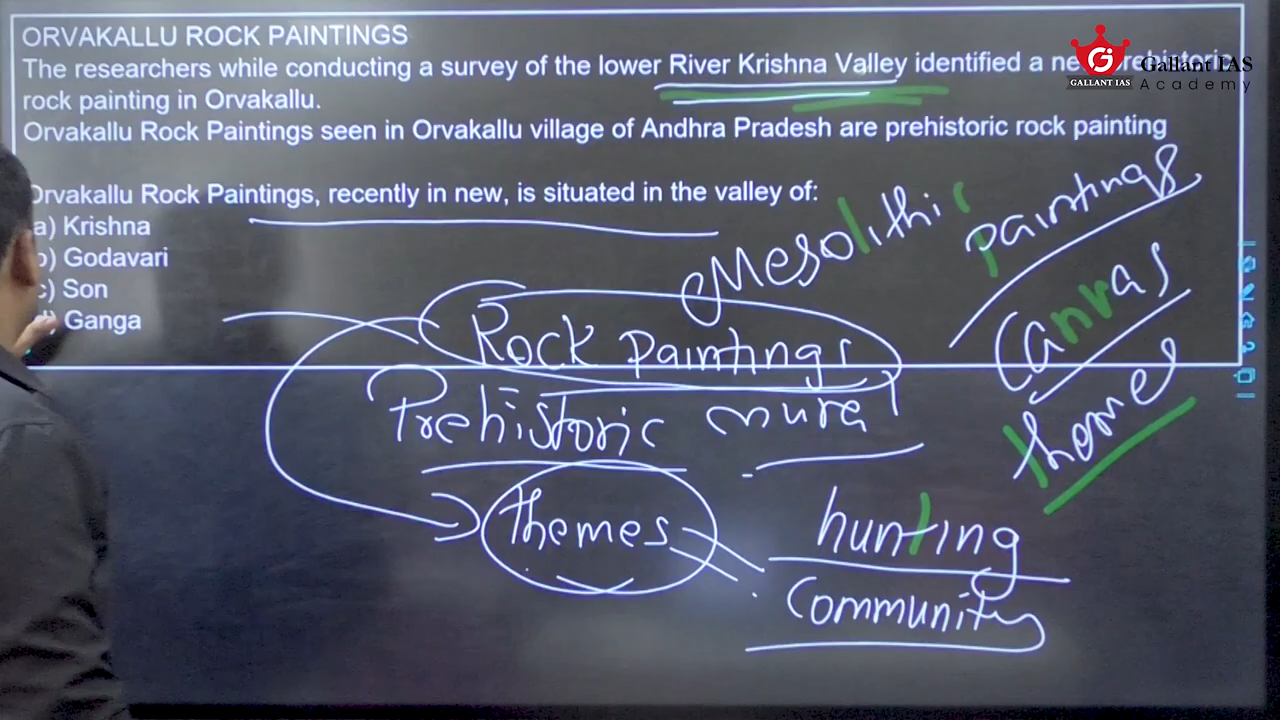 ORVAKALLU ROCK PAINTINGS
The researchers while conducting a survey of the lower River Krishna Valley identified a new prehistoric
rock painting in Orvakallu.
Orvakallu Rock Paintings seen in Orvakallu village of Andhra Pradesh are prehistoric rock painting
Orvakallu Rock Paintings, recently in new, is situated in the valley of:
a) Krishna
b) Godavari
c) Son
d) Ganga
Gi
GALLANT IAS
Gallant IAS
Academy
Mesolithic
paintings
Canvas
theme
Rock paintings
Prehistoric mural
themes
hunting
Community